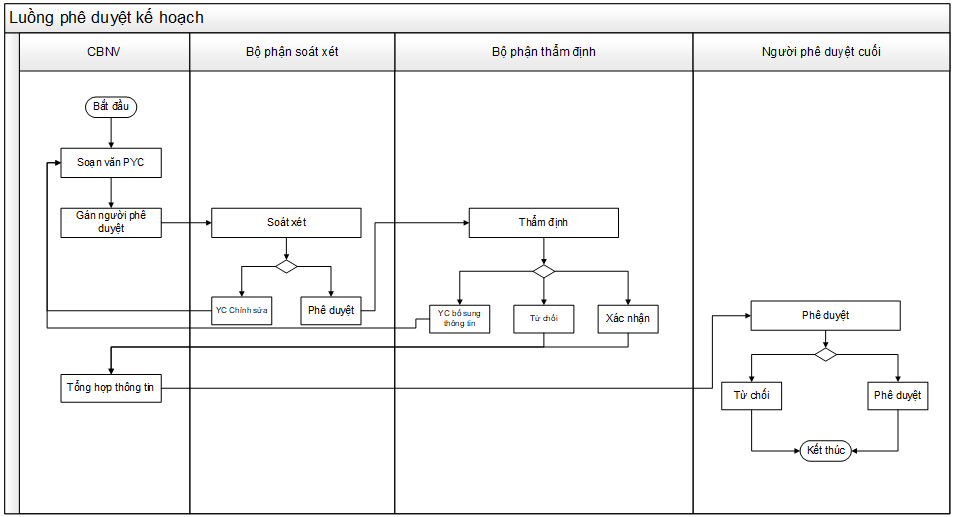 Luồng phê duyệt kế hoạch
CBNV
Bộ phận soát xét
Bộ phận thẩm định
Người phê duyệt cuối
Bắt đầu
Soạn văn PYC
Gán người phê
duyệt
Soát xét
Thẩm định
YC Chỉnh sửa
Phê duyệt
YC bổ sung
thông tin
Từ chối
Xác nhận
Phê duyệt
Tổng hợp thông tin
Từ chối
Phê duyệt
Kết thúc